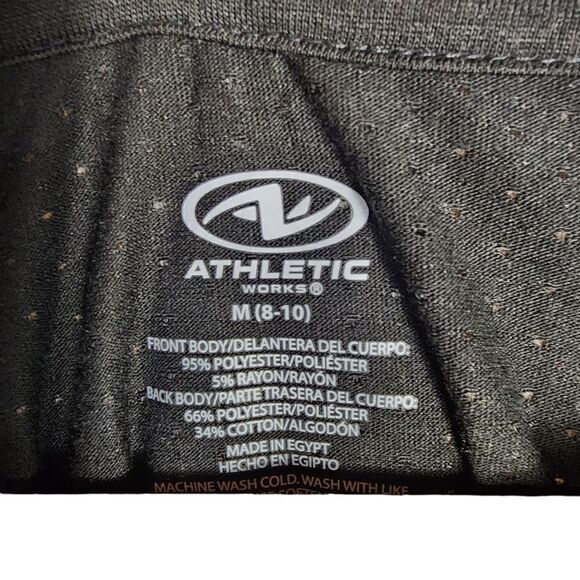 ATHLETIC
WORKS®
M (8-10)
FRONT BODY/DELANTERA DEL CUERPO:
95% POLYESTER/POLIÉSTER
5% RAYON/RAYÓN
BACK BODY/PARTE TRASERA DEL CUERPO:
66% POLYESTER/POLIÉSTER
34% COTTON/ALGODÓN
MADE IN EGYPT
HECHO EN EGIPTO
MACHINE WASH COLD. WASH WITH LIKE